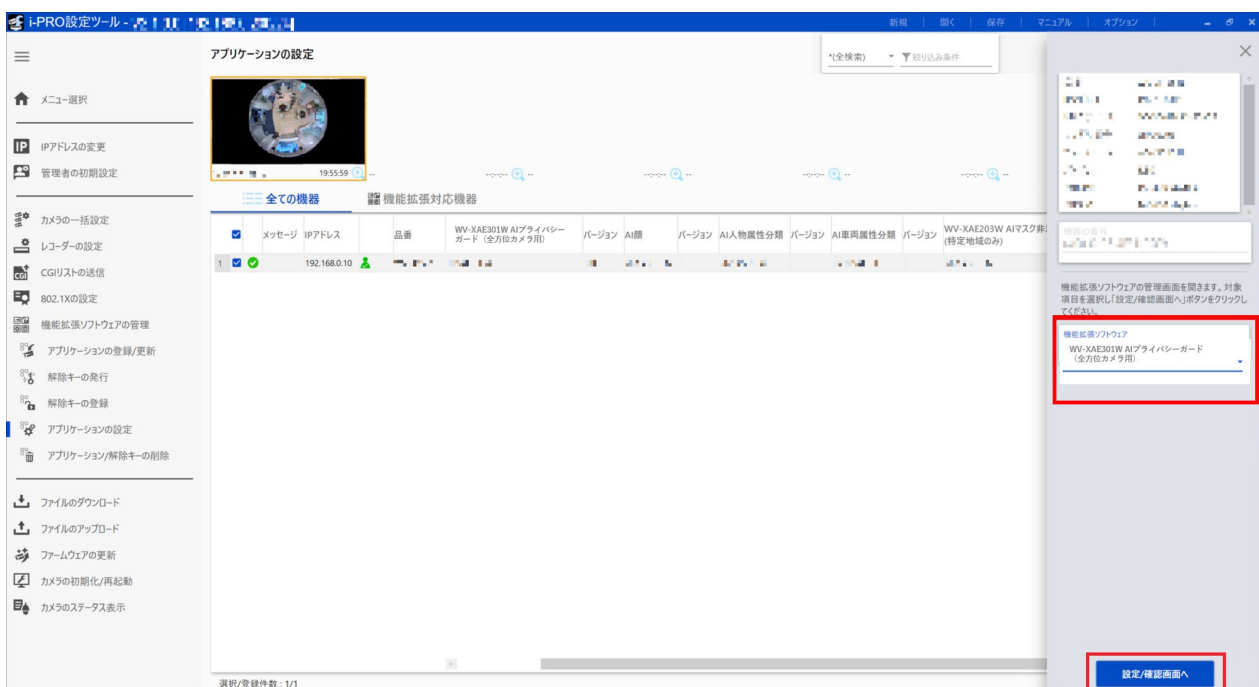 i-PRO設定ツール -
新規 | 開く | 保存 | マニュアル | オプション |
メニュー選択
IP IPアドレスの変更
管理者の初期設定
カメラの一括設定
レコーダーの設定
CGI CGIリストの送信
802.1Xの設定
機能拡張ソフトウェアの管理
アプリケーションの登録/更新
解除キーの発行
解除キーの登録
アプリケーションの設定
アプリケーション/解除キーの削除
ファイルのダウンロード
ファイルのアップロード
ファームウェアの更新
カメラの初期化/再起動
カメラのステータス表示
アプリケーションの設定
*(全検索)
絞り込み条件
19:55:59 --
--:--:-- --
--:--:-- --
--:--:-- --
--:--:-- --
全ての機器
機能拡張対応機器
メッセージ IPアドレス 品番 WV-XAE301W AIプライバシー
ガード（全方位カメラ用） バージョン AI顔 バージョン AI人物属性分類 バージョン AI車両属性分類 バージョン WV-XAE203W AIマスク非
(特定地域のみ)
1 192.168.0.10
選択/登録件数 : 1/1
機器の番号
機能拡張ソフトウェアの管理画面を開きます。対象
項目を選択し「設定/確認画面へ」ボタンをクリックし
てください。
機能拡張ソフトウェア
WV-XAE301W AIプライバシーガード
（全方位カメラ用）
設定/確認画面へ